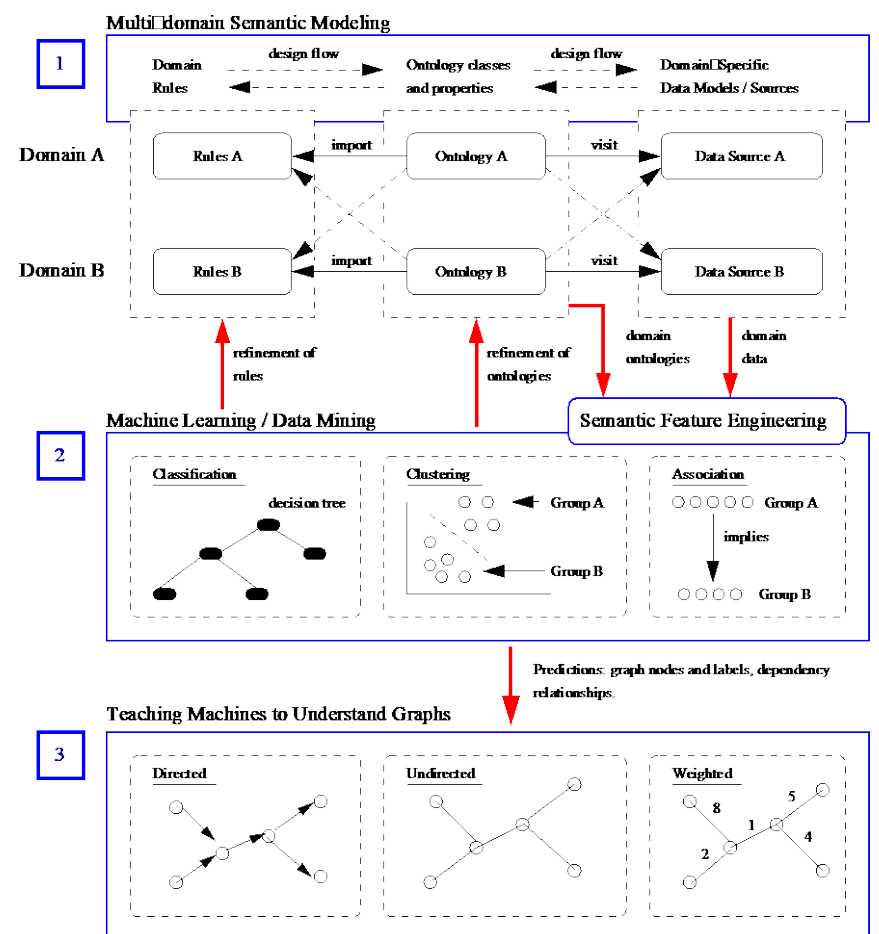 Multi□domain Semantic Modeling
1
Domain
Rules
design flow
Ontology classes
and properties
design flow
Domain□Specific
Data Models / Sources
Domain A
Rules A
import
Ontology A
visit
Data Source A
Domain B
Rules B
import
Ontology B
visit
Data Source B
refinement of
rules
refinement of
ontologies
domain
ontologies
domain
data
Machine Learning / Data Mining
Semantic Feature Engineering
2
Classification
decision tree
Clustering
Group A
Group B
Association
Group A
implies
Group B
Predictions: graph nodes and labels, dependency
relationships.
Teaching Machines to Understand Graphs
3
Directed
Undirected
Weighted
8
5
1
2
4